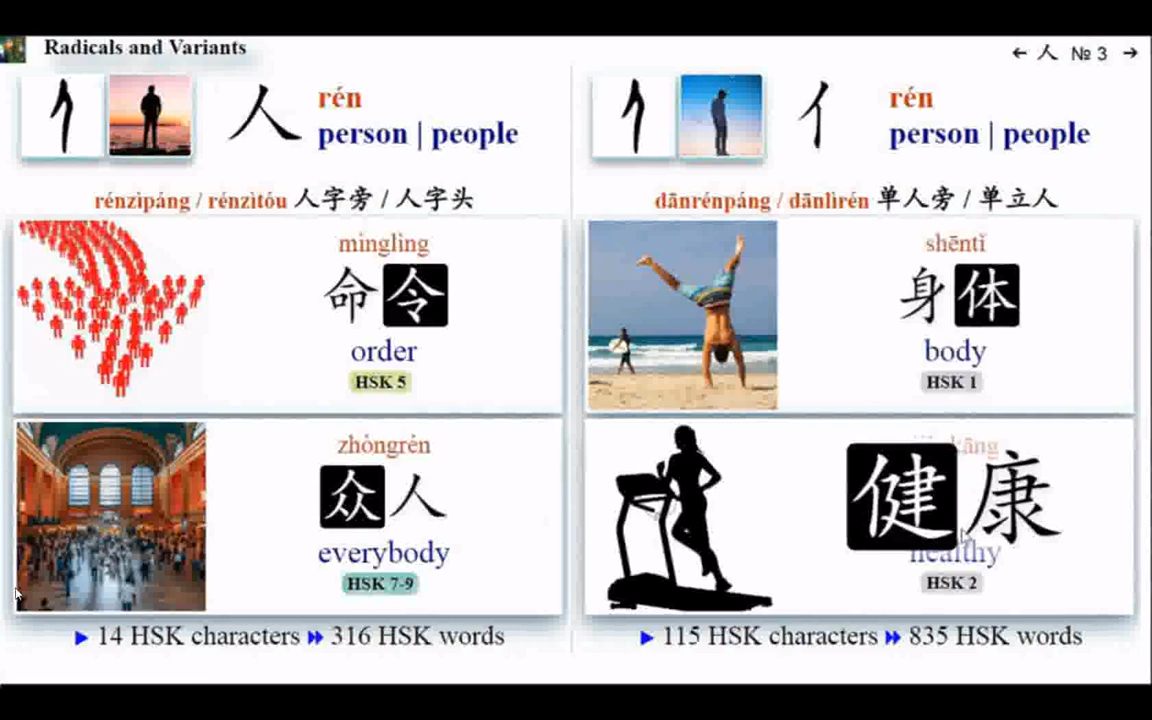 Radicals and Variants
← 人 № 3 →
人 rén
person | people
rénzìpáng / rénzìtóu 人字旁 / 人字头
mìnglìng
命令
order
HSK 5
zhòngrén
众人
everybody
HSK 7-9
▶ 14 HSK characters ▶▶ 316 HSK words
亻 rén
person | people
dānrénpáng / dānlìrén 单人旁 / 单立人
shēntǐ
身体
body
HSK 1
kāng
健康
healthy
HSK 2
▶ 115 HSK characters ▶▶ 835 HSK words